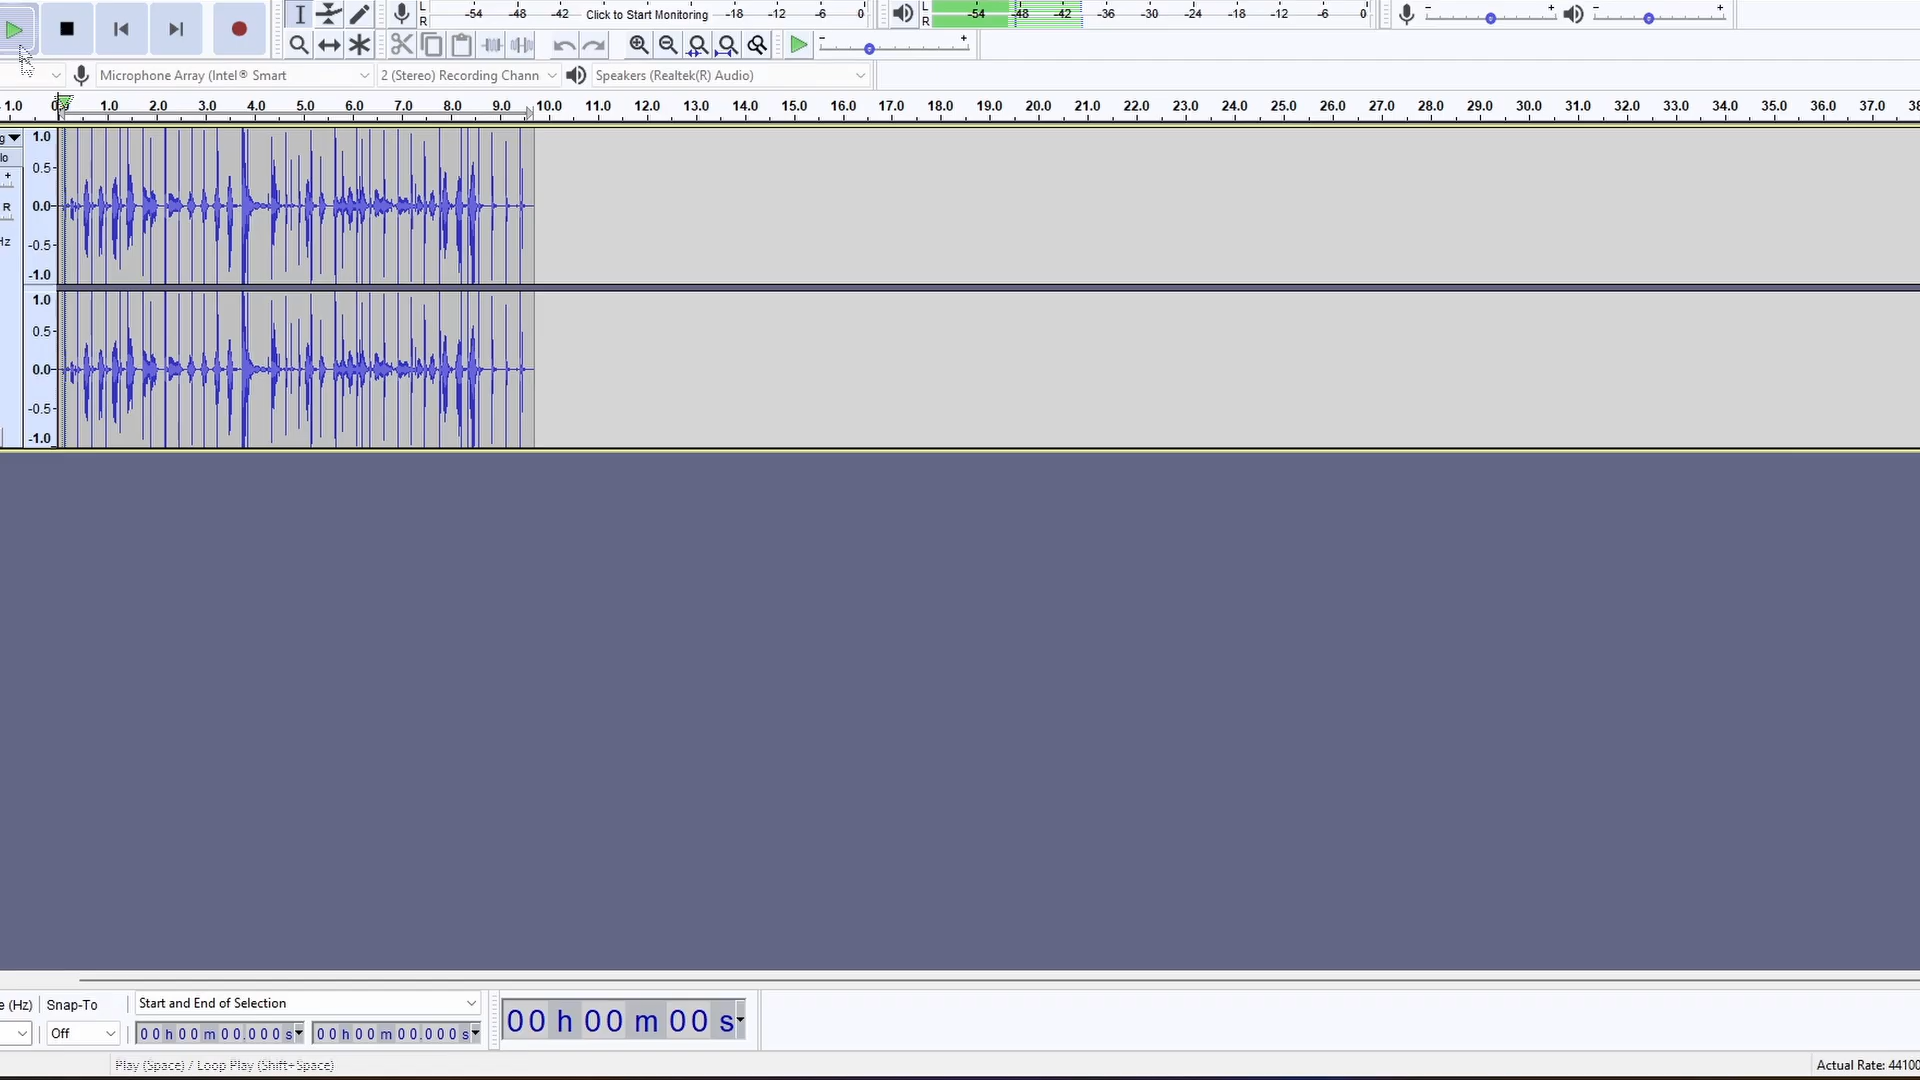 L
R
-54 -48 -42 Click to Start Monitoring -18 -12 -6 0
L
R
-54 -48 -42 -36 -30 -24 -18 -12 -6 0
- +
- +
- +
Microphone Array (Intel® Smart
2 (Stereo) Recording Chann
Speakers (Realtek(R) Audio)
1.0 0.0 1.0 2.0 3.0 4.0 5.0 6.0 7.0 8.0 9.0 10.0 11.0 12.0 13.0 14.0 15.0 16.0 17.0 18.0 19.0 20.0 21.0 22.0 23.0 24.0 25.0 26.0 27.0 28.0 29.0 30.0 31.0 32.0 33.0 34.0 35.0 36.0 37.0 38
g
lo
+
R
Hz
1.0
0.5
0.0
-0.5
-1.0
1.0
0.5
0.0
-0.5
-1.0
e (Hz)
Snap-To
Off
Start and End of Selection
00 h 00 m 00.000 s
00 h 00 m 00.000 s
00 h 00 m 00 s
Play (Space) / Loop Play (Shift+Space)
Actual Rate: 44100